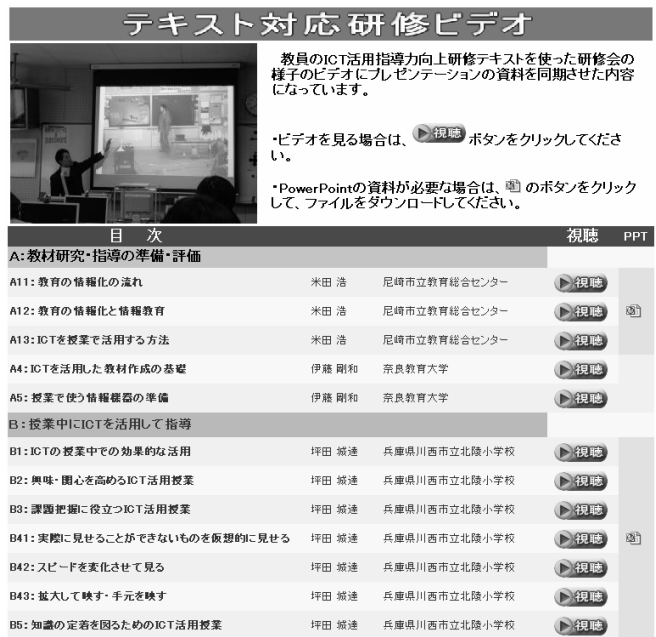 テキスト対応研修ビデオ
教員のICT活用指導力向上研修テキストを使った研修会の
様子のビデオにプレゼンテーションの資料を同期させた内容
になっています。
・ビデオを見る場合は、 視聴 ボタンをクリックしてくださ
い。
・PowerPointの資料が必要な場合は、 のボタンをクリック
して、ファイルをダウンロードしてください。
目 次 視聴 PPT
A:教材研究・指導の準備・評価
A11:教育の情報化の流れ 米田 浩 尼崎市立教育総合センター 視聴
A12:教育の情報化と情報教育 米田 浩 尼崎市立教育総合センター 視聴
A13:ICTを授業で活用する方法 米田 浩 尼崎市立教育総合センター 視聴
A4:ICTを活用した教材作成の基礎 伊藤 剛和 奈良教育大学 視聴
A5:授業で使う情報機器の準備 伊藤 剛和 奈良教育大学 視聴
B:授業中にICTを活用して指導
B1:ICTの授業中での効果的な活用 坪田 城達 兵庫県川西市立北陵小学校 視聴
B2:興味・関心を高めるICT活用授業 坪田 城達 兵庫県川西市立北陵小学校 視聴
B3:課題把握に役立つICT活用授業 坪田 城達 兵庫県川西市立北陵小学校 視聴
B41:実際に見せることができないものを仮想的に見せる 坪田 城達 兵庫県川西市立北陵小学校 視聴
B42:スピードを変化させて見る 坪田 城達 兵庫県川西市立北陵小学校 視聴
B43:拡大して映す・手元を映す 坪田 城達 兵庫県川西市立北陵小学校 視聴
B5:知識の定着を図るためのICT活用授業 坪田 城達 兵庫県川西市立北陵小学校 視聴